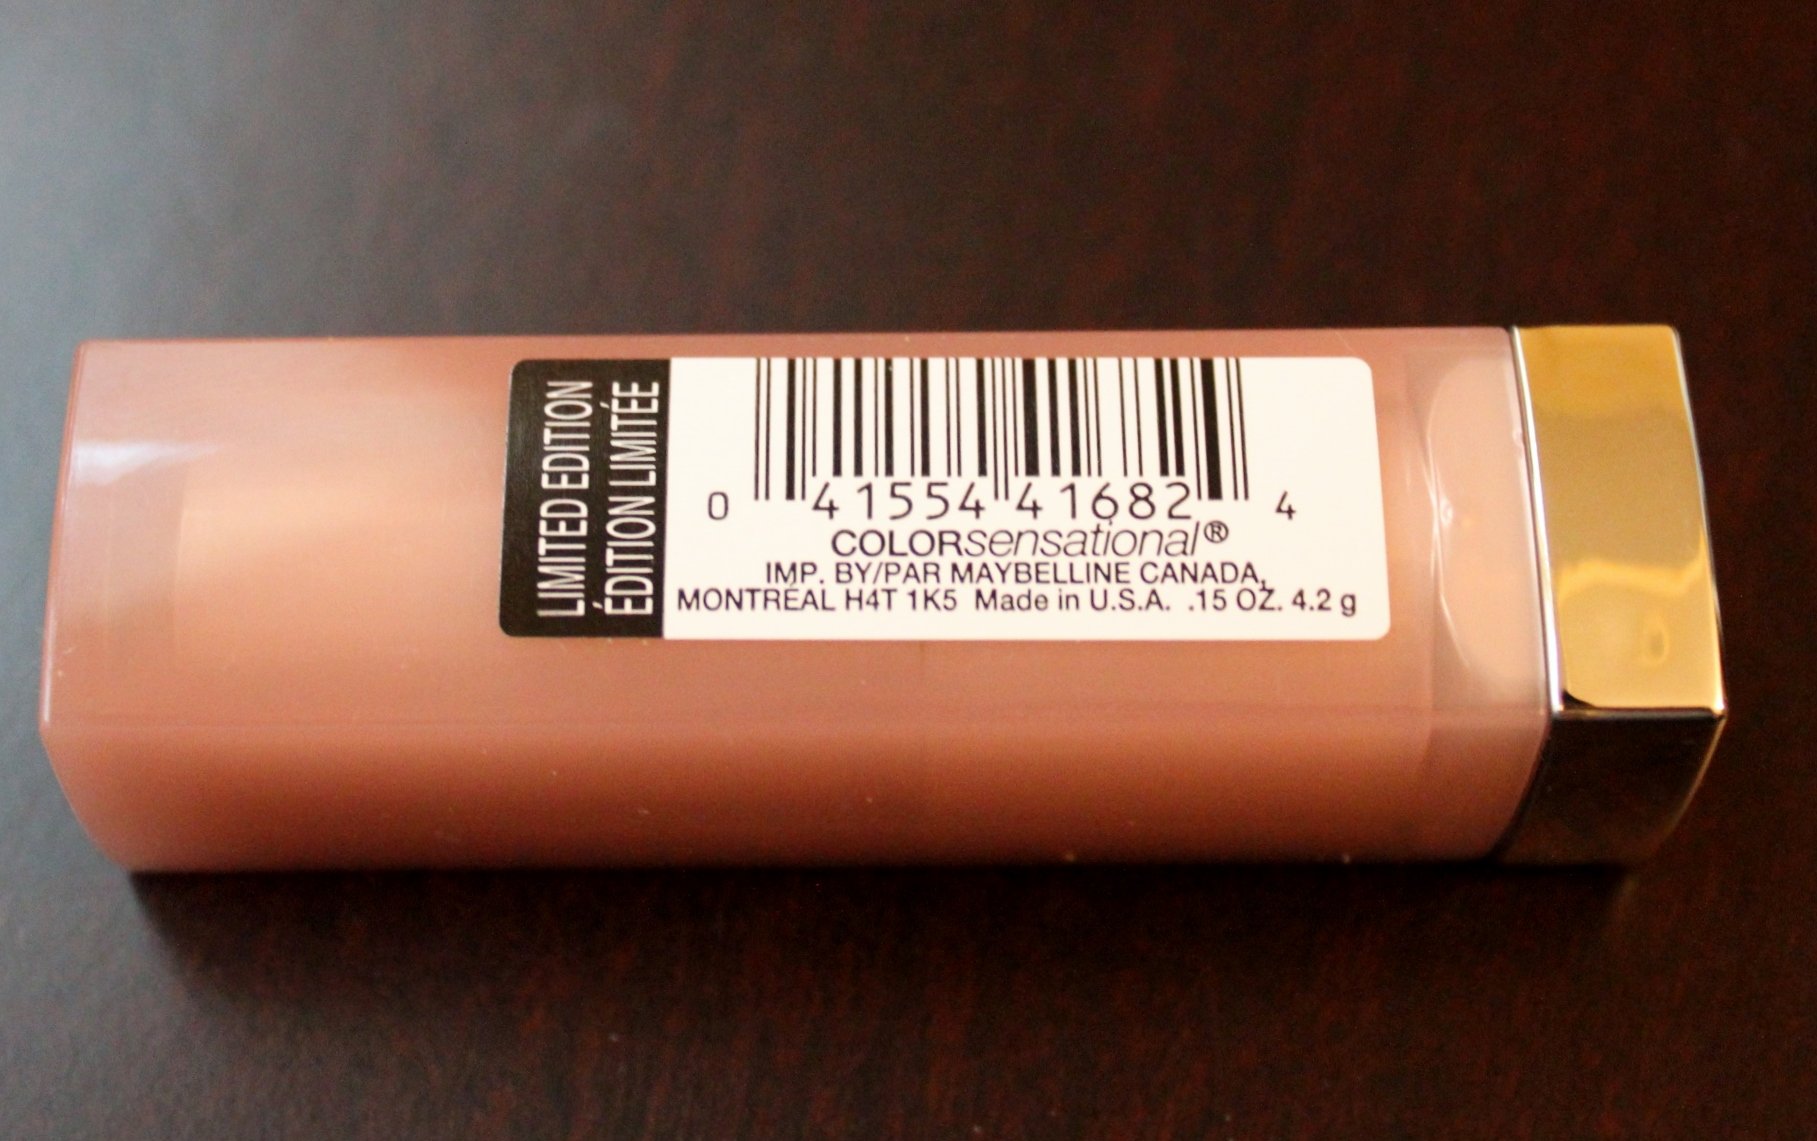 LIMITED EDITION
ÉDITION LIMITÉE
0 41554 41682 4
COLORsensational®
IMP. BY/PAR MAYBELLINE CANADA,
MONTRÉAL H4T 1K5 Made in U.S.A. .15 OZ. 4.2 g